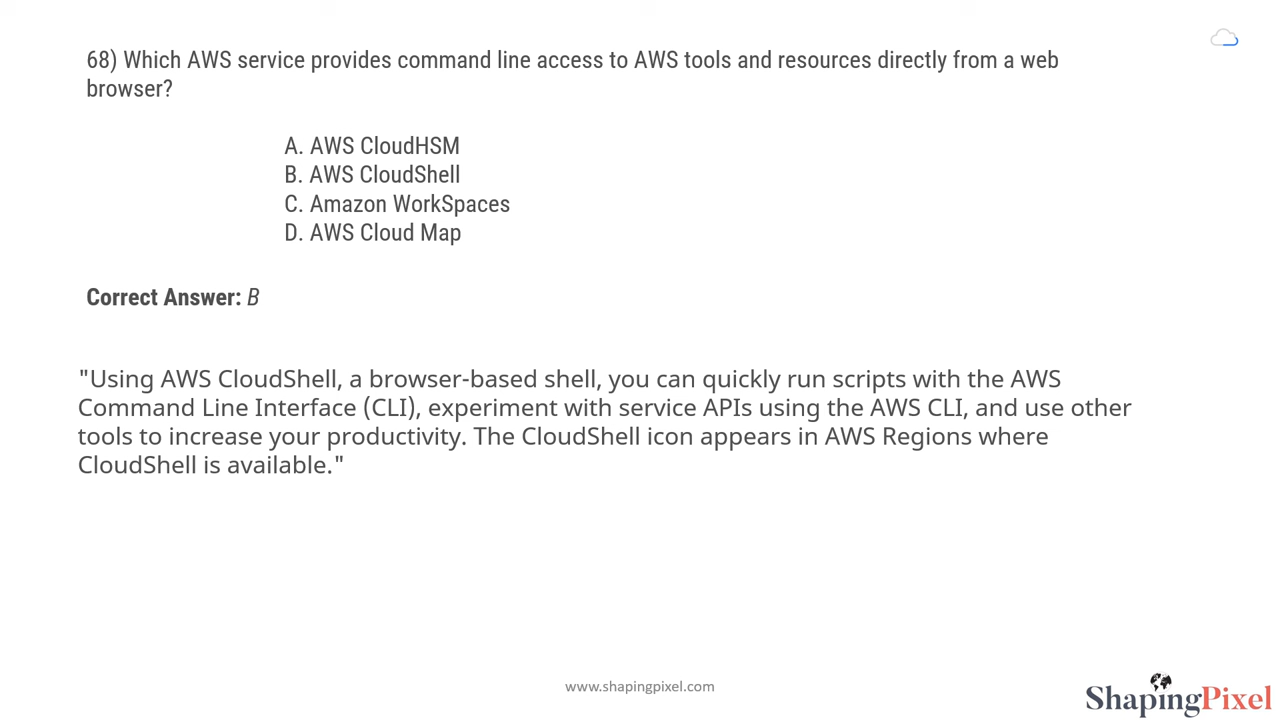 68) Which AWS service provides command line access to AWS tools and resources directly from a web
browser?
A. AWS CloudHSM
B. AWS CloudShell
C. Amazon WorkSpaces
D. AWS Cloud Map
Correct Answer: B
"Using AWS CloudShell, a browser-based shell, you can quickly run scripts with the AWS
Command Line Interface (CLI), experiment with service APIs using the AWS CLI, and use other
tools to increase your productivity. The CloudShell icon appears in AWS Regions where
CloudShell is available."
www.shapingpixel.com
ShapingPixel